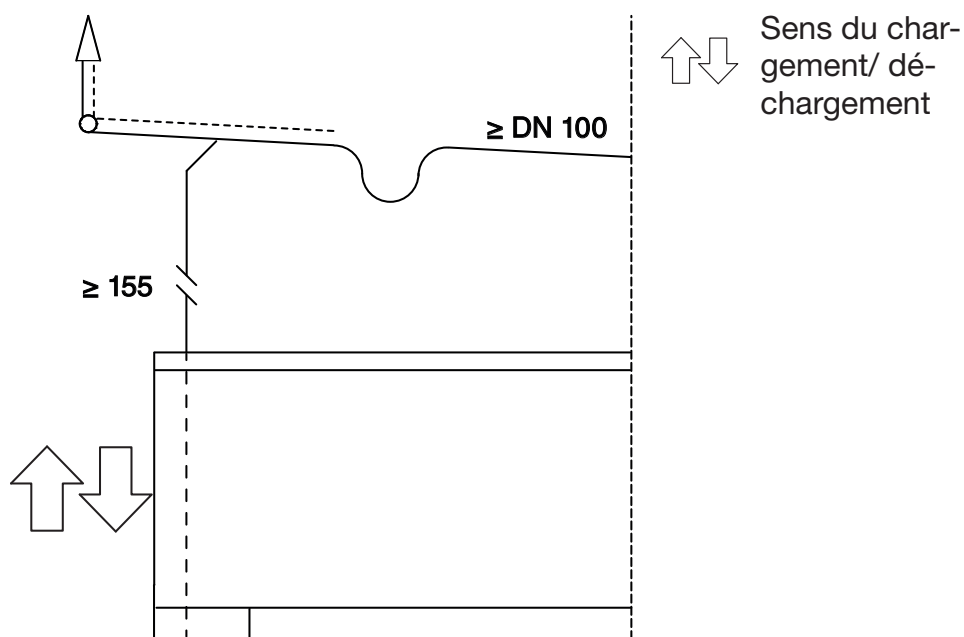 Sens du char-
gement/ dé-
chargement
≥ DN 100
≥ 155